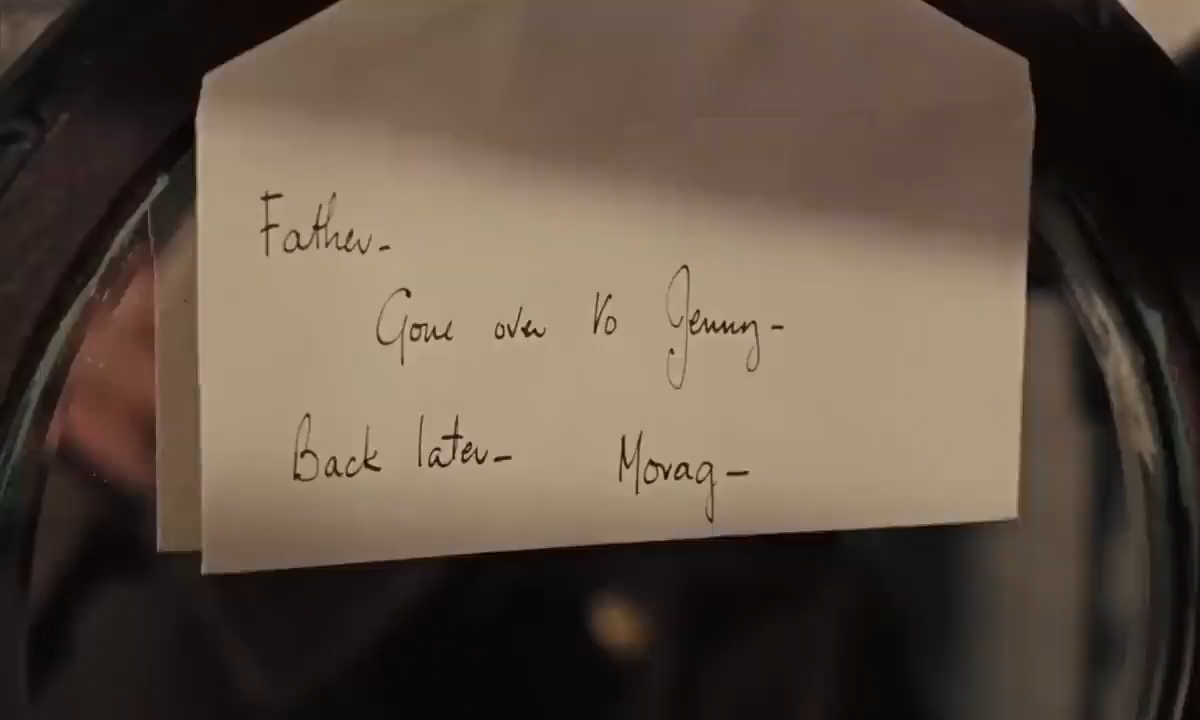 Father-
Gone over to Jenny-
Back later- Morag-